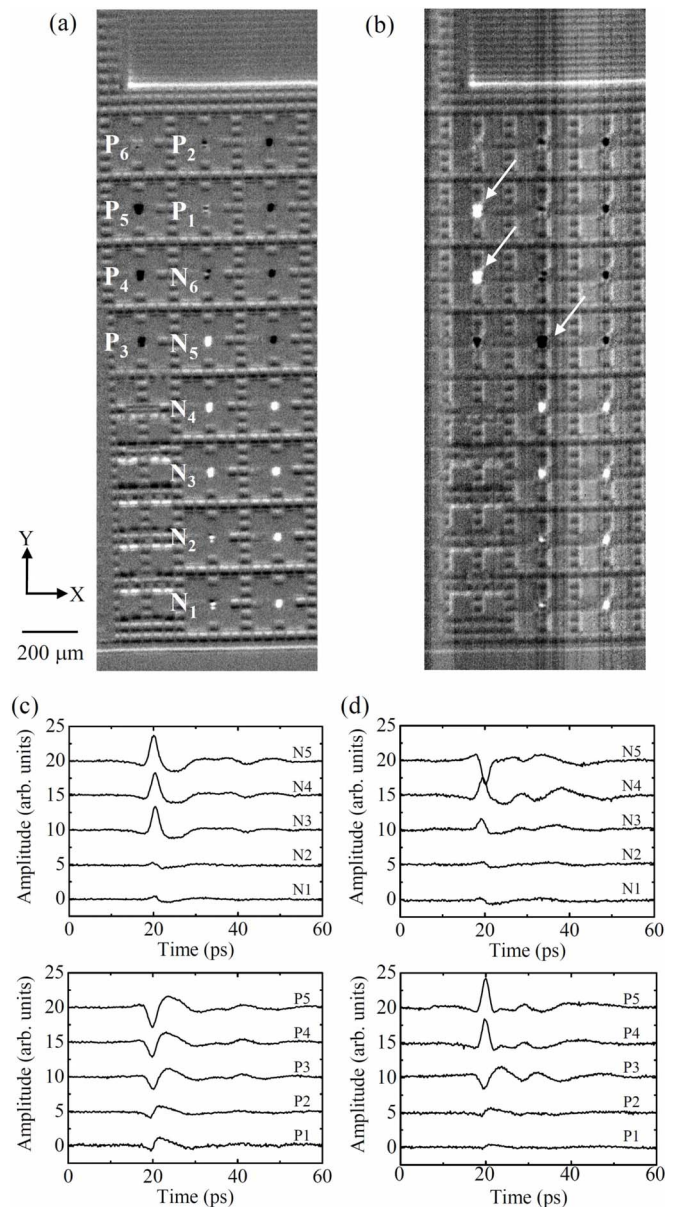 (a)
(b)
P6 P2
P5 P1
P4 N6
P3 N5
N4
N3
N2
N1
Y
X
200 μm
(c)
(d)
Amplitude (arb. units)
25
20
15
10
5
0
N5
N4
N3
N2
N1
0 20 40 60
Time (ps)
Amplitude (arb. units)
25
20
15
10
5
0
N5
N4
N3
N2
N1
0 20 40 60
Time (ps)
Amplitude (arb. units)
25
20
15
10
5
0
P5
P4
P3
P2
P1
0 20 40 60
Time (ps)
Amplitude (arb. units)
25
20
15
10
5
0
P5
P4
P3
P2
P1
0 20 40 60
Time (ps)